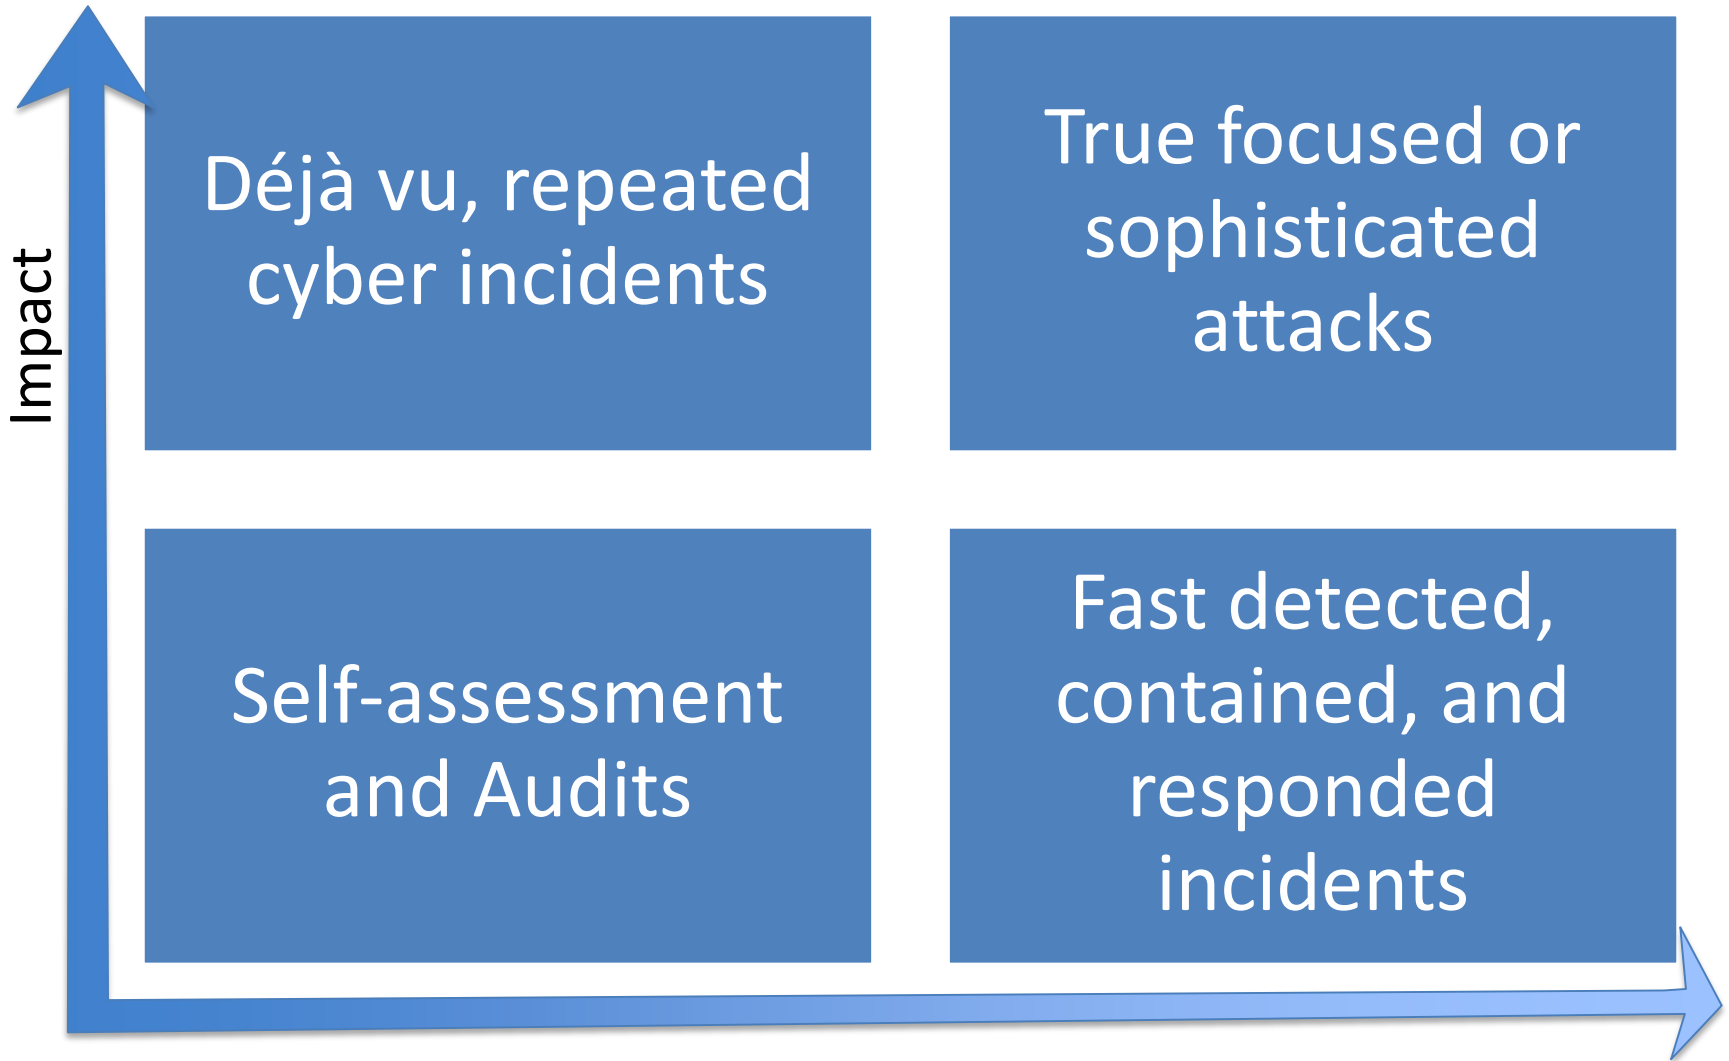 Impact
Déjà vu, repeated
cyber incidents
True focused or
sophisticated
attacks
Self-assessment
and Audits
Fast detected,
contained, and
responded
incidents